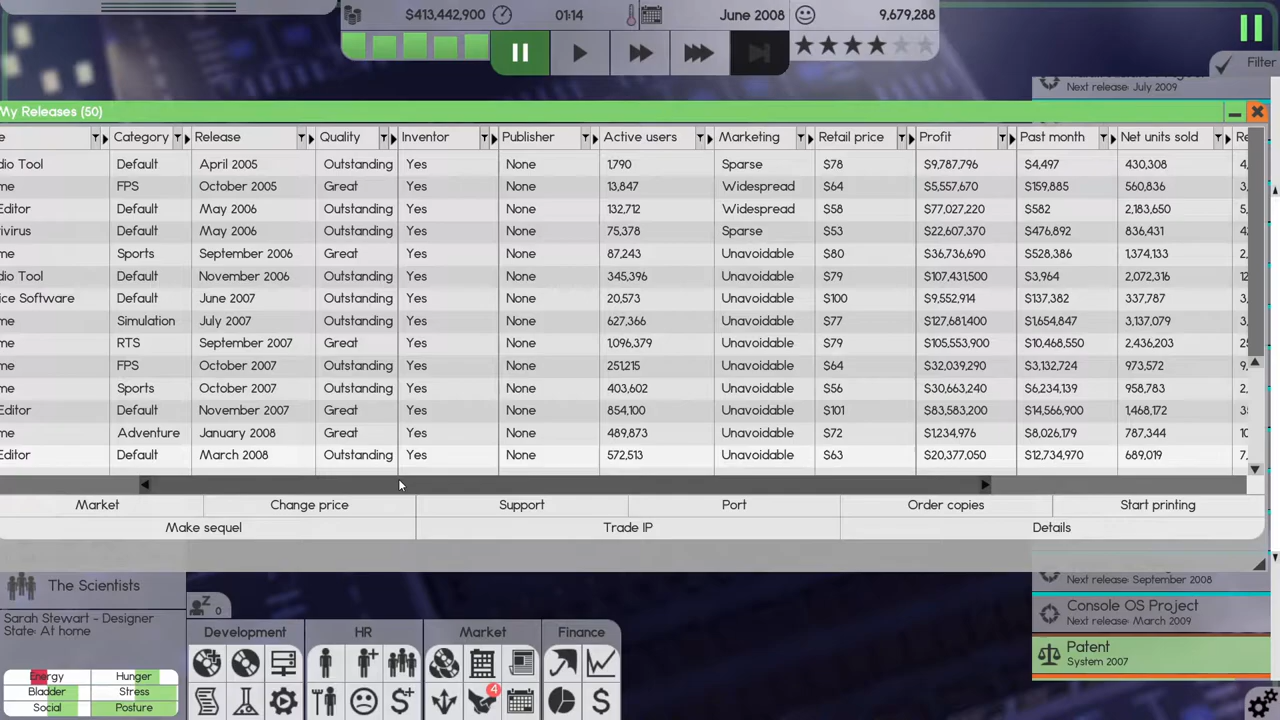 $413,442,900 01:14 June 2008 9,679,288
Filter
Next release: July 2009
My Releases (50)
e Category Release Quality Inventor Publisher Active users Marketing Retail price Profit Past month Net units sold Re
dio Tool Default April 2005 Outstanding Yes None 1,790 Sparse $78 $9,787,796 $4,497 430,308 4,
me FPS October 2005 Great Yes None 13,847 Widespread $64 $5,557,670 $159,885 560,836 3,
Editor Default May 2006 Outstanding Yes None 132,712 Widespread $58 $77,027,220 $582 2,183,650 5,
ivirus Default May 2006 Outstanding Yes None 75,378 Sparse $53 $22,607,370 $476,892 836,431 42
me Sports September 2006 Great Yes None 87,243 Unavoidable $80 $36,736,690 $528,386 1,374,133 2,
dio Tool Default November 2006 Outstanding Yes None 345,396 Unavoidable $79 $107,431,500 $3,964 2,072,316 12
ice Software Default June 2007 Outstanding Yes None 20,573 Unavoidable $100 $9,552,914 $137,382 337,787 3,
me Simulation July 2007 Outstanding Yes None 627,366 Unavoidable $77 $127,681,400 $1,654,847 3,137,079 3,
me RTS September 2007 Great Yes None 1,096,379 Unavoidable $79 $105,553,900 $10,468,550 2,436,203 25
me FPS October 2007 Outstanding Yes None 251,215 Unavoidable $64 $32,039,290 $3,132,724 973,572 9,
me Sports October 2007 Outstanding Yes None 403,602 Unavoidable $56 $30,663,240 $6,234,139 958,783 2,
Editor Default November 2007 Great Yes None 854,100 Unavoidable $101 $83,583,200 $14,566,900 1,468,172 35
me Adventure January 2008 Great Yes None 489,873 Unavoidable $72 $1,234,976 $8,026,179 787,344 10
Editor Default March 2008 Outstanding Yes None 572,513 Unavoidable $63 $20,377,050 $12,734,970 689,019 7,
Market Change price Support Port Order copies Start printing
Make sequel Trade IP Details
The Scientists
Sarah Stewart - Designer
State: At home
Energy Hunger
Bladder Stress
Social Posture
Z 0
Development HR Market Finance
4
Next release: September 2008
Console OS Project
Next release: March 2009
Patent
System 2007